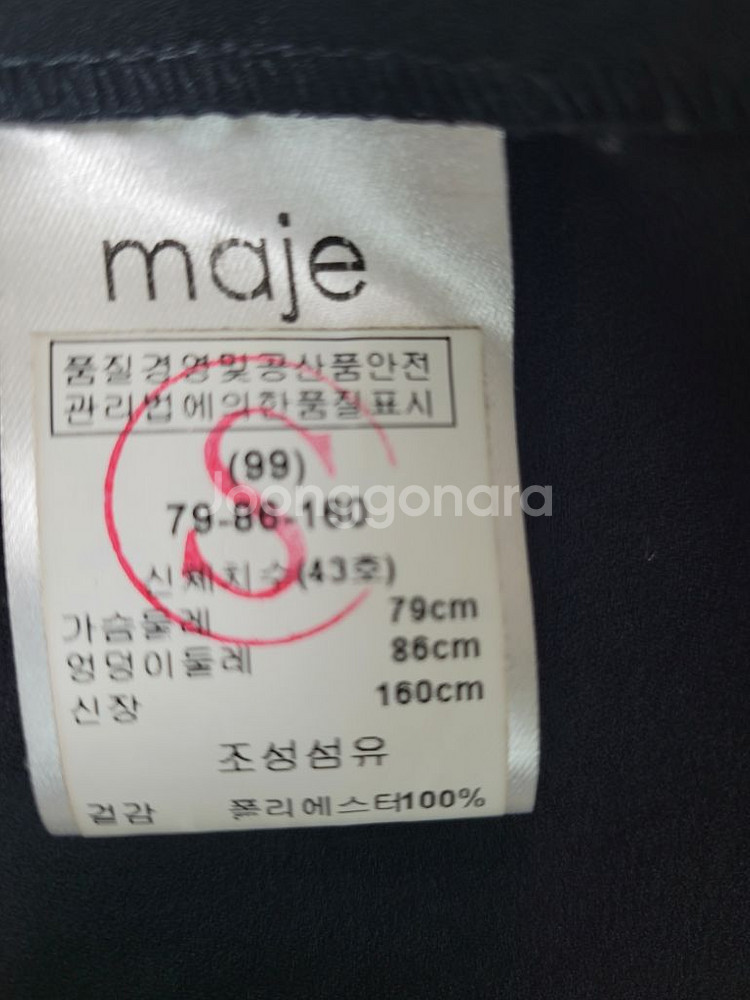 maje
품질경영및공산품안전
관리법에의한품질표시
(99)
79-86-160
S
Joonggonara
신체치수(43호)
가슴둘레 79cm
엉덩이둘레 86cm
신장 160cm
조성섬유
겉감 폴리에스터100%